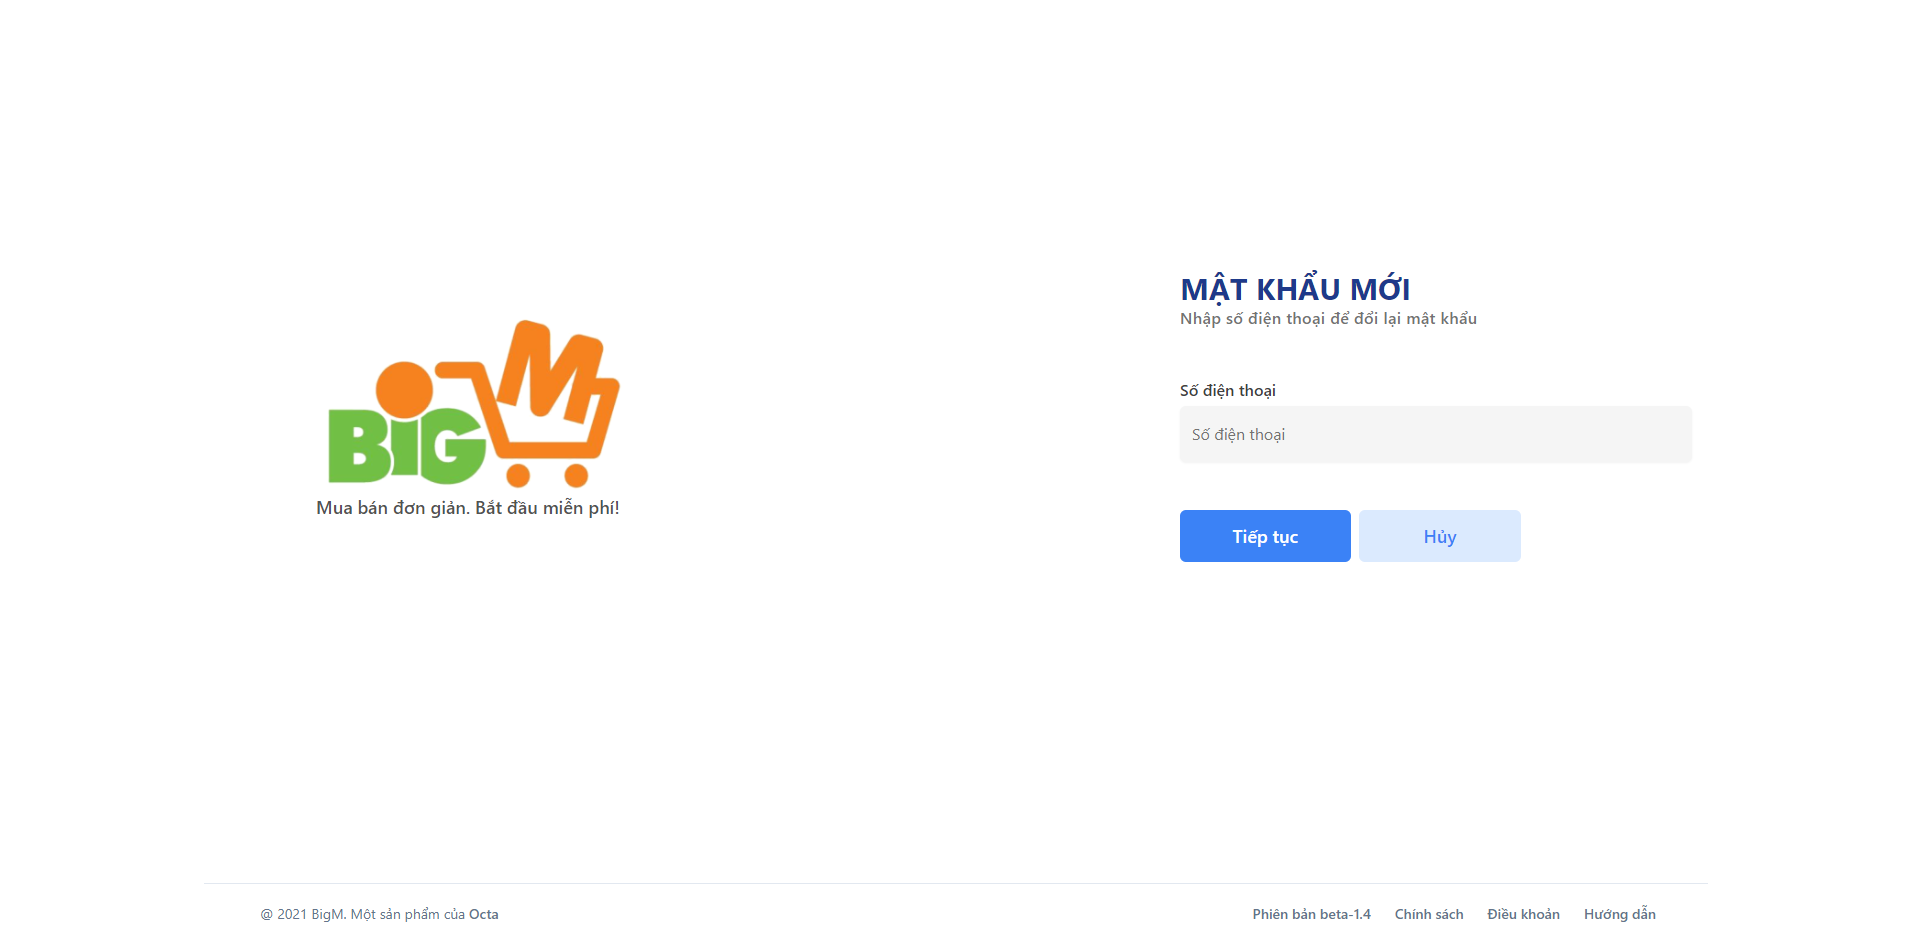 BiG M
Mua bán đơn giản. Bắt đầu miễn phí!
MẬT KHẨU MỚI
Nhập số điện thoại để đổi lại mật khẩu
Số điện thoại
Số điện thoại
Tiếp tục
Hủy
@ 2021 BigM. Một sản phẩm của Octa
Phiên bản beta-1.4 Chính sách Điều khoản Hướng dẫn